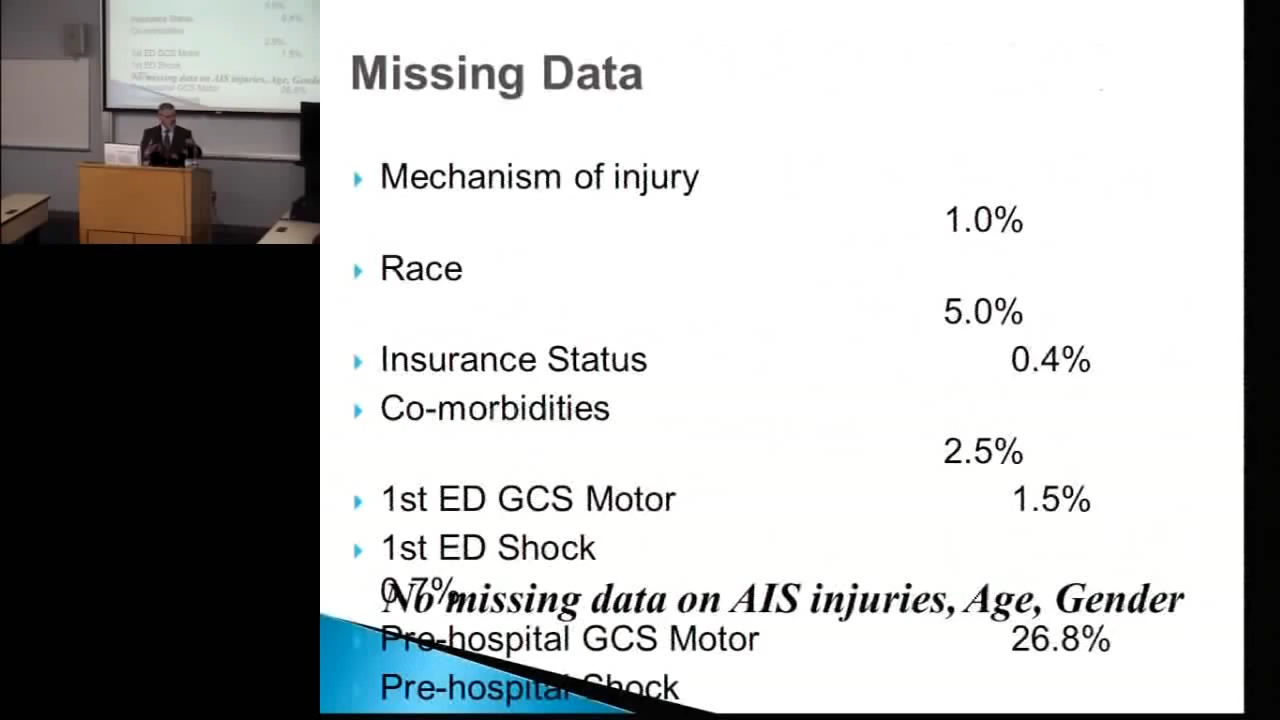 Missing Data
Mechanism of injury
1.0%
Race
5.0%
Insurance Status 0.4%
Co-morbidities
2.5%
1st ED GCS Motor 1.5%
1st ED Shock
0.7%
No missing data on AIS injuries, Age, Gender
Pre-hospital GCS Motor 26.8%
Pre-hospital Shock